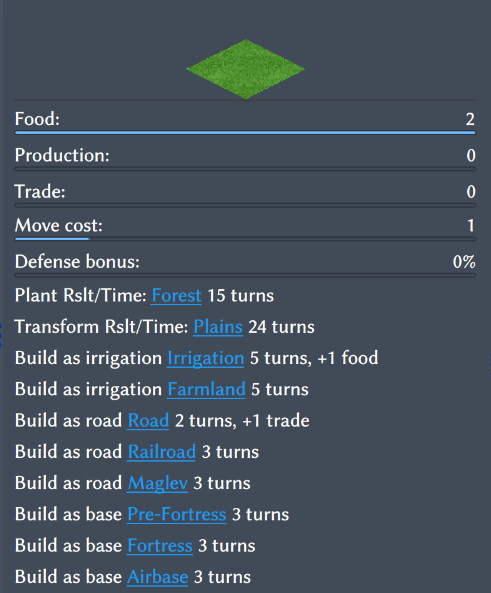 Food: 2
Production: 0
Trade: 0
Move cost: 1
Defense bonus: 0%
Plant Rslt/Time: Forest 15 turns
Transform Rslt/Time: Plains 24 turns
Build as irrigation Irrigation 5 turns, +1 food
Build as irrigation Farmland 5 turns
Build as road Road 2 turns, +1 trade
Build as road Railroad 3 turns
Build as road Maglev 3 turns
Build as base Pre-Fortress 3 turns
Build as base Fortress 3 turns
Build as base Airbase 3 turns